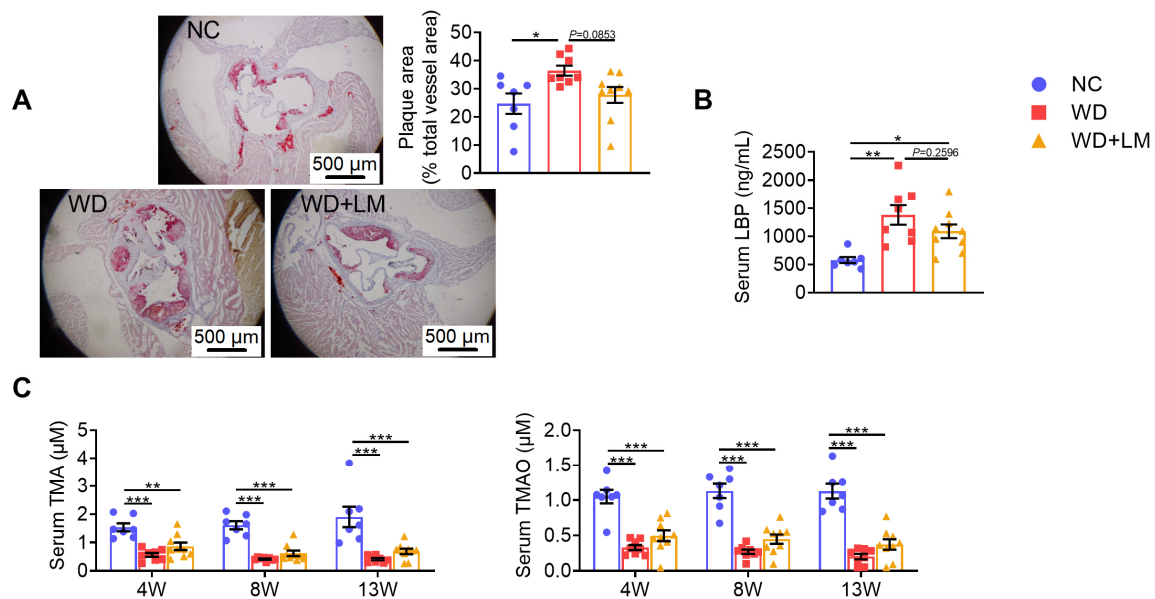 A
NC
500 µm
WD
500 µm
WD+LM
500 µm
Plaque area
(% total vessel area)
50
40
30
20
10
0
*
P=0.0853
B
Serum LBP (ng/mL)
2500
2000
1500
1000
500
0
*
**
P=0.2596
NC
WD
WD+LM
C
Serum TMA (µM)
5
4
3
2
1
0
***
**
***
***
***
***
4W
8W
13W
Serum TMAO (µM)
2.0
1.5
1.0
0.5
0.0
***
***
***
***
***
***
4W
8W
13W